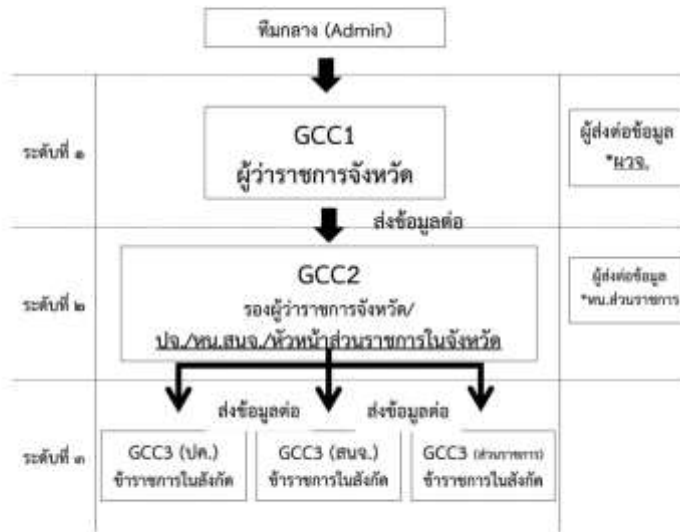 ทีมกลาง (Admin)
ระดับที่ ๑
GCC1
ผู้ว่าราชการจังหวัด
ผู้ส่งต่อข้อมูล
*ผวจ.
ส่งข้อมูลต่อ
ระดับที่ ๒
GCC2
รองผู้ว่าราชการจังหวัด/
ปจ./หน.สนจ./หัวหน้าส่วนราชการในจังหวัด
ผู้ส่งต่อข้อมูล
*หน.ส่วนราชการ
ส่งข้อมูลต่อ
ส่งข้อมูลต่อ
ระดับที่ ๓
GCC3 (ปค.)
ข้าราชการในสังกัด
GCC3 (สนจ.)
ข้าราชการในสังกัด
GCC3 (ส่วนราชการ)
ข้าราชการในสังกัด